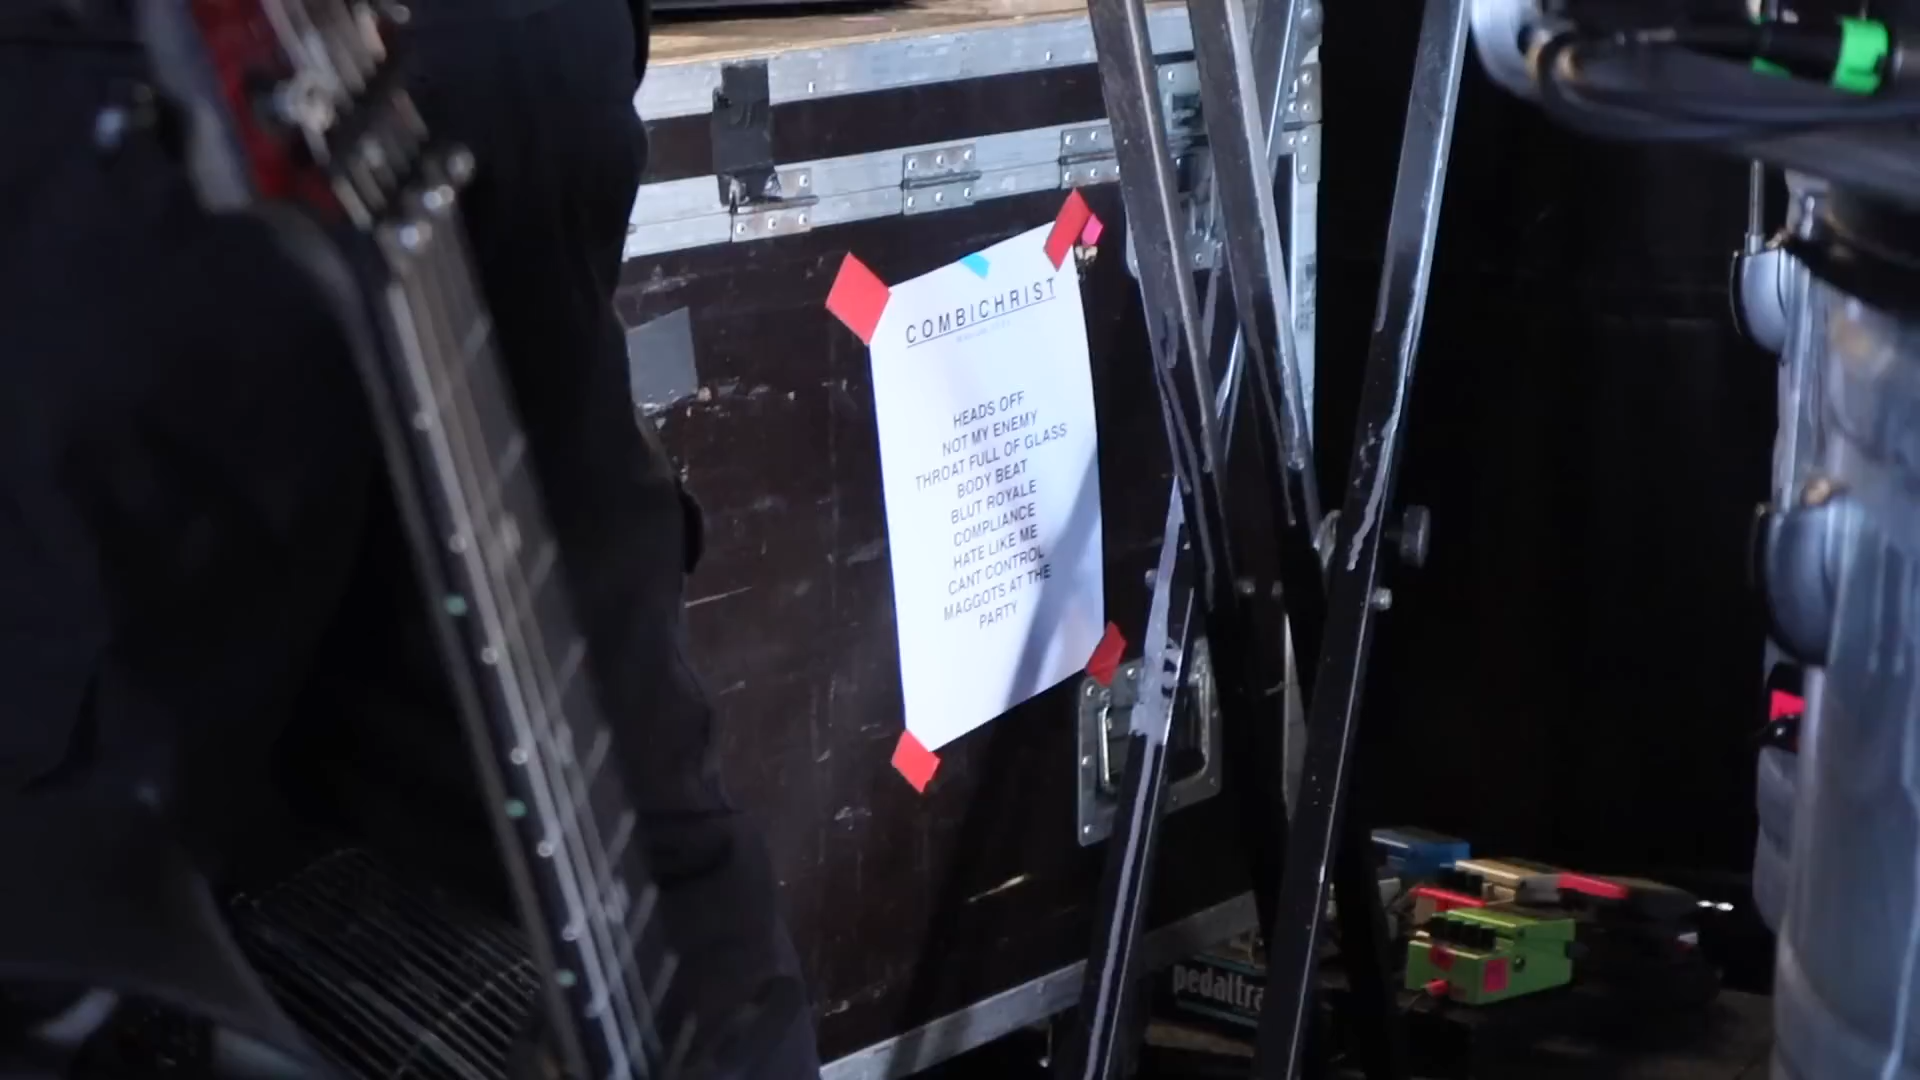 COMBICHRIST
HEADS OFF
NOT MY ENEMY
THROAT FULL OF GLASS
BODY BEAT
BLUT ROYALE
COMPLIANCE
HATE LIKE ME
CANT CONTROL
MAGGOTS AT THE
PARTY
pedaltra